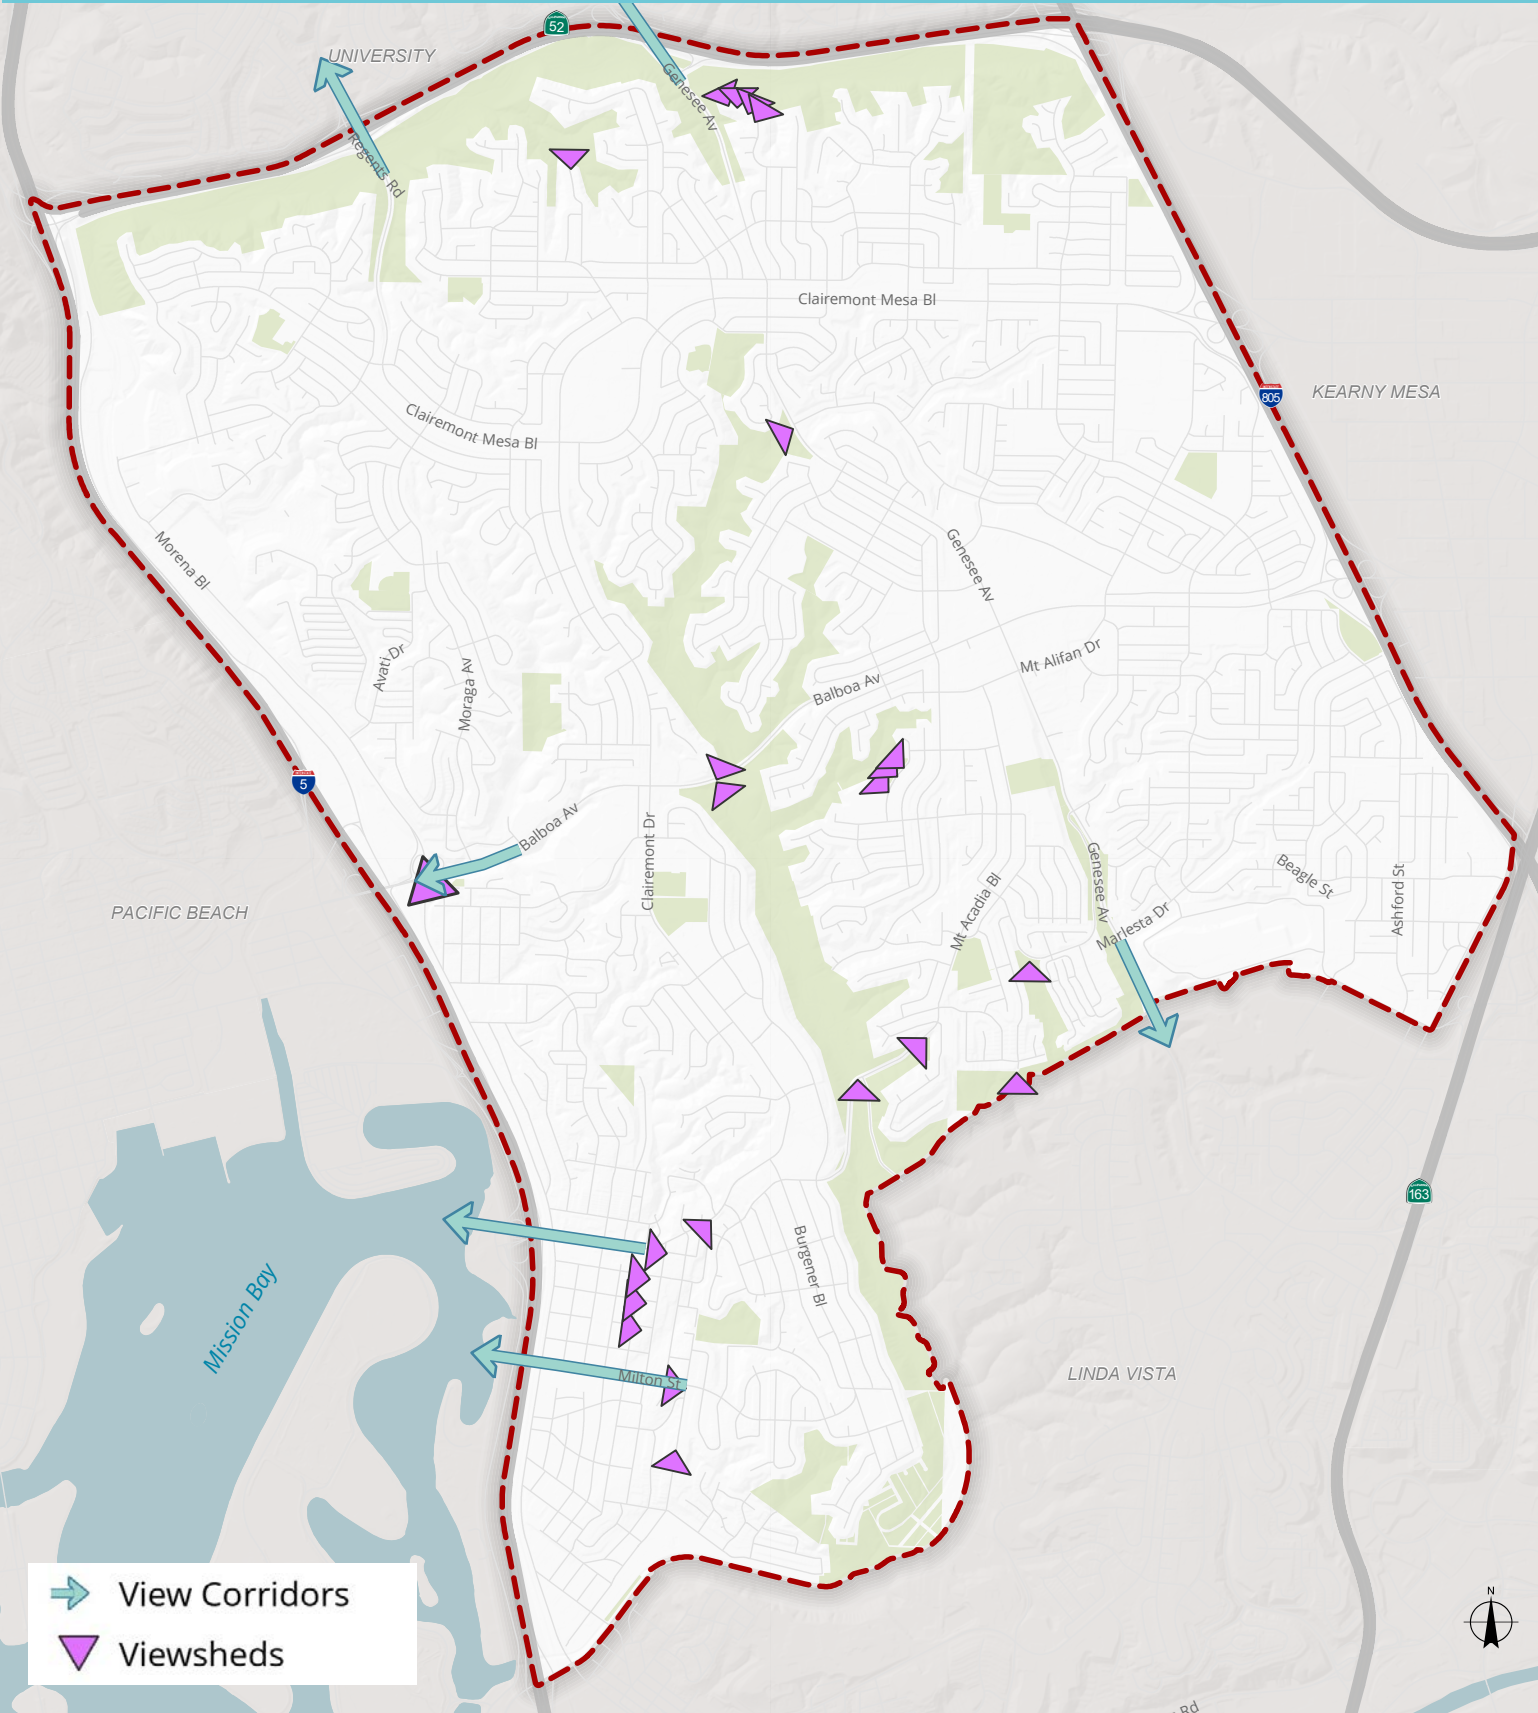 52
UNIVERSITY
Genesee Av
Regents Rd
Clairemont Mesa Bl
805
KEARNY MESA
Clairemont Mesa Bl
Morena Bl
Genesee Av
Avati Dr
Moraga Av
Mt Alifan Dr
Balboa Av
5
Balboa Av
Clairemont Dr
Genesee Av
Beagle St
Ashford St
Mt Acadia Bl
Marlesta Dr
PACIFIC BEACH
163
Burgener Bl
Mission Bay
Milton St
LINDA VISTA
View Corridors
Viewsheds
N
Rd